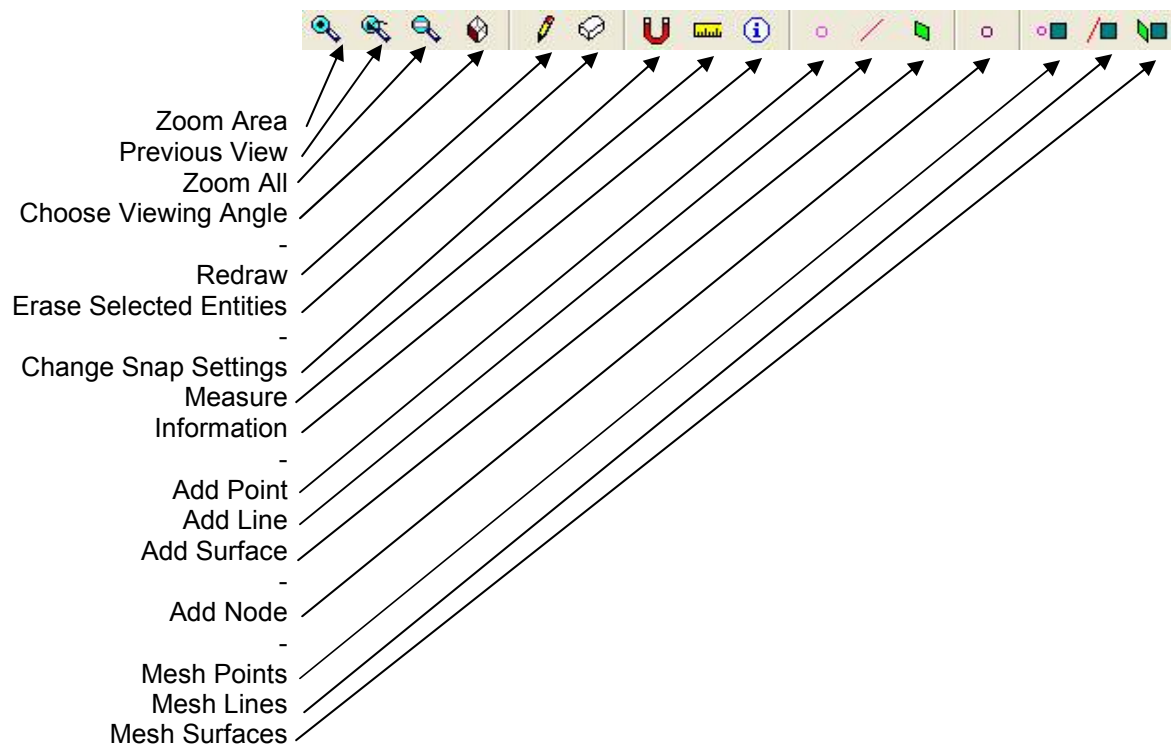 Zoom Area
Previous View
Zoom All
Choose Viewing Angle
-
Redraw
Erase Selected Entities
-
Change Snap Settings
Measure
Information
-
Add Point
Add Line
Add Surface
-
Add Node
-
Mesh Points
Mesh Lines
Mesh Surfaces